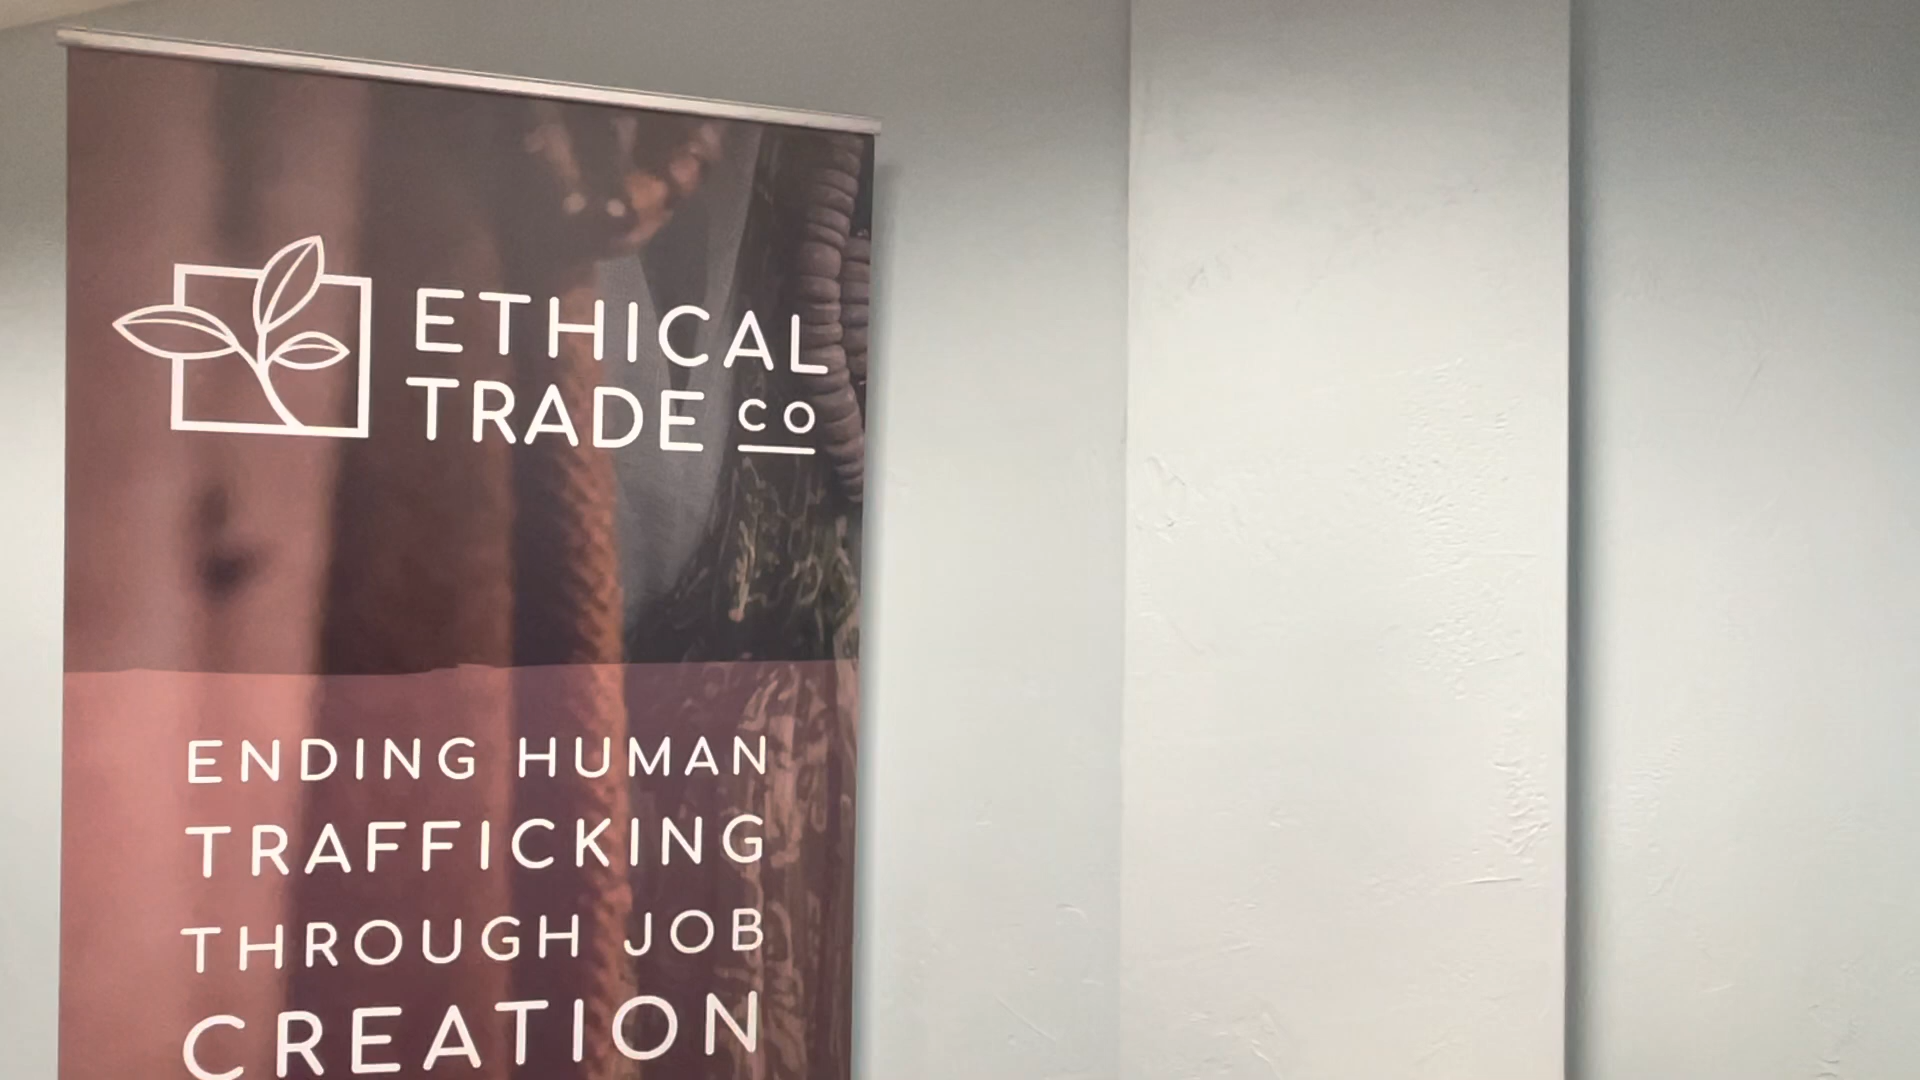 ETHICAL
TRADE CO
ENDING HUMAN
TRAFFICKING
THROUGH JOB
CREATION